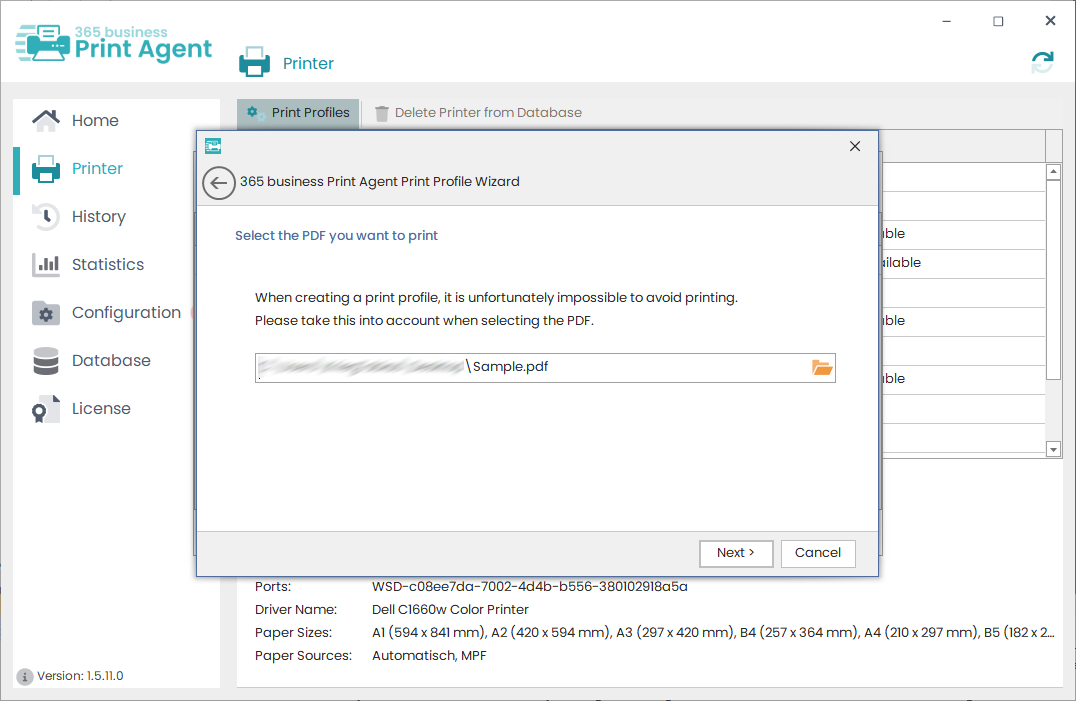 365 business
Print Agent
Printer
Home
Printer
History
Statistics
Configuration
Database
License
Version: 1.5.11.0
Print Profiles
Delete Printer from Database
365 business Print Agent Print Profile Wizard
Select the PDF you want to print
When creating a print profile, it is unfortunately impossible to avoid printing.
Please take this into account when selecting the PDF.
\Sample.pdf
Next >
Cancel
Ports: WSD-c08ee7da-7002-4d4b-b556-380102918a5a
Driver Name: Dell C1660w Color Printer
Paper Sizes: A1 (594 x 841 mm), A2 (420 x 594 mm), A3 (297 x 420 mm), B4 (257 x 364 mm), A4 (210 x 297 mm), B5 (182 x 2...
Paper Sources: Automatisch, MPF